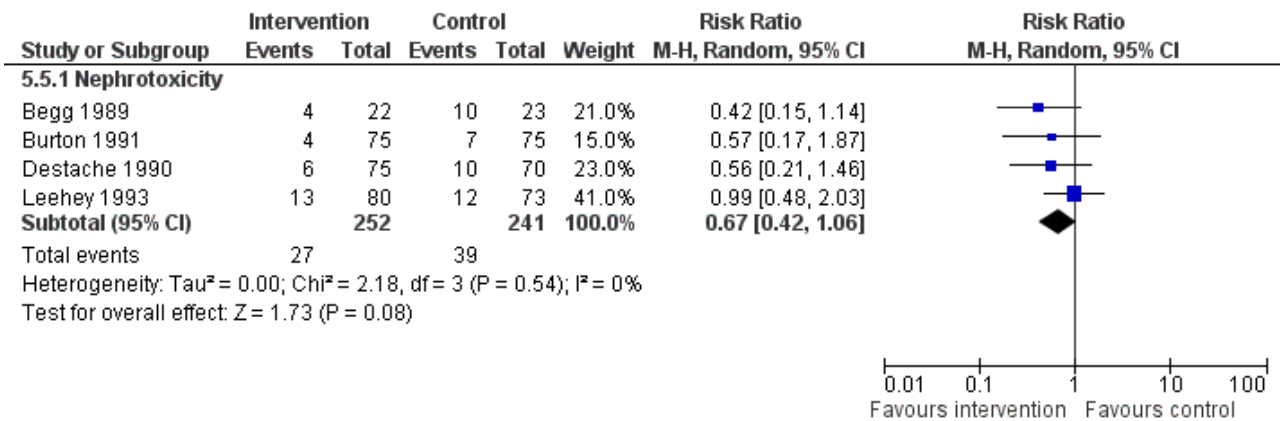 Intervention Control Risk Ratio Risk Ratio
Study or Subgroup Events Total Events Total Weight M-H, Random, 95% CI M-H, Random, 95% CI
5.5.1 Nephrotoxicity
Begg 1989 4 22 10 23 21.0% 0.42 [0.15, 1.14]
Burton 1991 4 75 7 75 15.0% 0.57 [0.17, 1.87]
Destache 1990 6 75 10 70 23.0% 0.56 [0.21, 1.46]
Leehey 1993 13 80 12 73 41.0% 0.99 [0.48, 2.03]
Subtotal (95% CI) 252 241 100.0% 0.67 [0.42, 1.06]
Total events 27 39
Heterogeneity: Tau² = 0.00; Chi² = 2.18, df = 3 (P = 0.54); I² = 0%
Test for overall effect: Z = 1.73 (P = 0.08)
0.01 0.1 1 10 100
Favours intervention Favours control